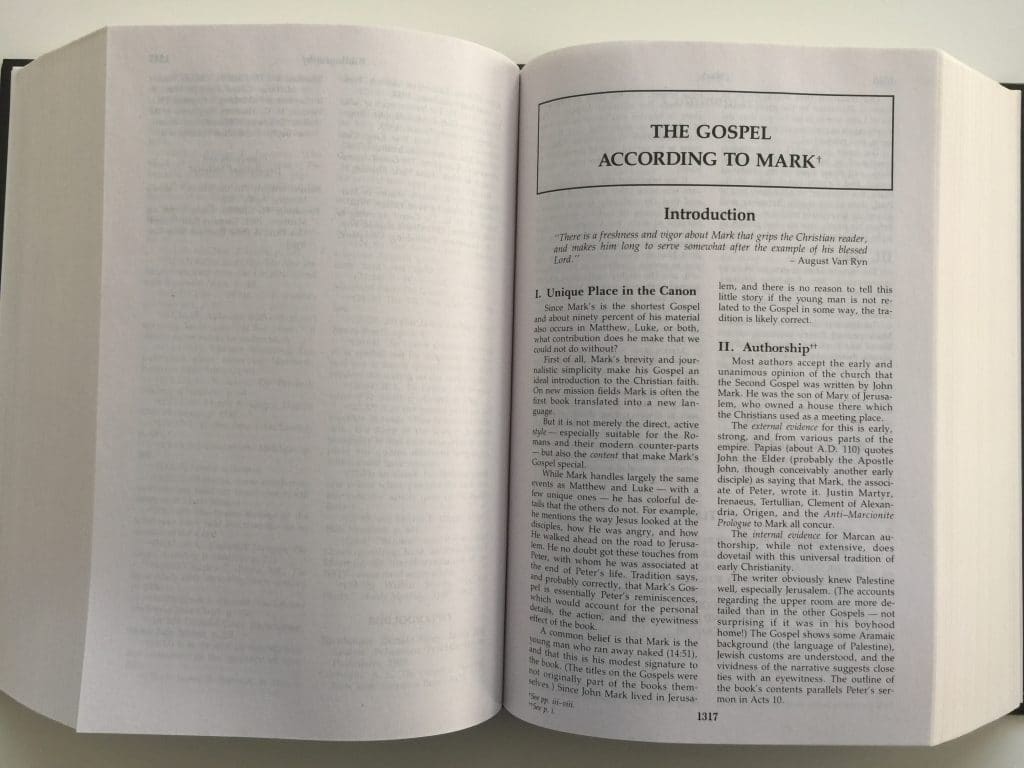 THE GOSPEL
ACCORDING TO MARK†
Introduction
"There is a freshness and vigor about Mark that grips the Christian reader,
and makes him long to serve somewhat after the example of his blessed
Lord."
– August Van Ryn
I. Unique Place in the Canon
Since Mark's is the shortest Gospel
and about ninety percent of his material
also occurs in Matthew, Luke, or both,
what contribution does he make that we
could not do without?
First of all, Mark's brevity and jour-
nalistic simplicity make his Gospel an
ideal introduction to the Christian faith.
On new mission fields Mark is often the
first book translated into a new lan-
guage.
But it is not merely the direct, active
style — especially suitable for the Ro-
mans and their modern counter-parts
— but also the content that make Mark's
Gospel special.
While Mark handles largely the same
events as Matthew and Luke — with a
few unique ones — he has colorful de-
tails that the others do not. For example,
he mentions the way Jesus looked at the
disciples, how He was angry, and how
He walked ahead on the road to Jerusa-
lem. He no doubt got these touches from
Peter, with whom he was associated at
the end of Peter's life. Tradition says,
and probably correctly, that Mark's Gos-
pel is essentially Peter's reminiscences,
which would account for the personal
details, the action, and the eyewitness
effect of the book.
A common belief is that Mark is the
young man who ran away naked (14:51),
and that this is his modest signature to
the book. (The titles on the Gospels were
not originally part of the books them-
selves.) Since John Mark lived in Jerusa-
†See pp. iii–viii.
††See p. i.
lem, and there is no reason to tell this
little story if the young man is not re-
lated to the Gospel in some way, the tra-
dition is likely correct.
II. Authorship††
Most authors accept the early and
unanimous opinion of the church that
the Second Gospel was written by John
Mark. He was the son of Mary of Jerusa-
lem, who owned a house there which
the Christians used as a meeting place.
The external evidence for this is early,
strong, and from various parts of the
empire. Papias (about A.D. 110) quotes
John the Elder (probably the Apostle
John, though conceivably another early
disciple) as saying that Mark, the associ-
ate of Peter, wrote it. Justin Martyr,
Irenaeus, Tertullian, Clement of Alexan-
dria, Origen, and the Anti–Marcionite
Prologue to Mark all concur.
The internal evidence for Marcan au-
thorship, while not extensive, does
dovetail with this universal tradition of
early Christianity.
The writer obviously knew Palestine
well, especially Jerusalem. (The accounts
regarding the upper room are more de-
tailed than in the other Gospels — not
surprising if it was in his boyhood
home!) The Gospel shows some Aramaic
background (the language of Palestine),
Jewish customs are understood, and the
vividness of the narrative suggests close
ties with an eyewitness. The outline of
the book's contents parallels Peter's ser-
mon in Acts 10.
1317